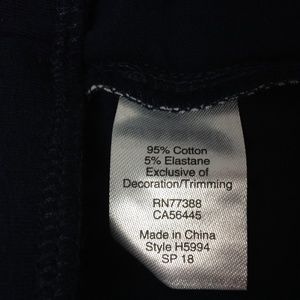 95% Cotton
5% Elastane
Exclusive of
Decoration/Trimming
RN77388
CA56445
Made in China
Style H5994
SP 18